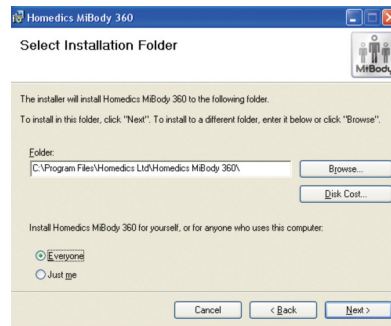 Homedics MiBody 360
Select Installation Folder
MiBody
The installer will install Homedics MiBody 360 to the following folder.
To install in this folder, click "Next". To install to a different folder, enter it below or click "Browse".
Folder:
C:\Program Files\Homedics Ltd\Homedics MiBody 360\
Browse...
Disk Cost...
Install Homedics MiBody 360 for yourself, or for anyone who uses this computer:
Everyone
Just me
Cancel
< Back
Next >